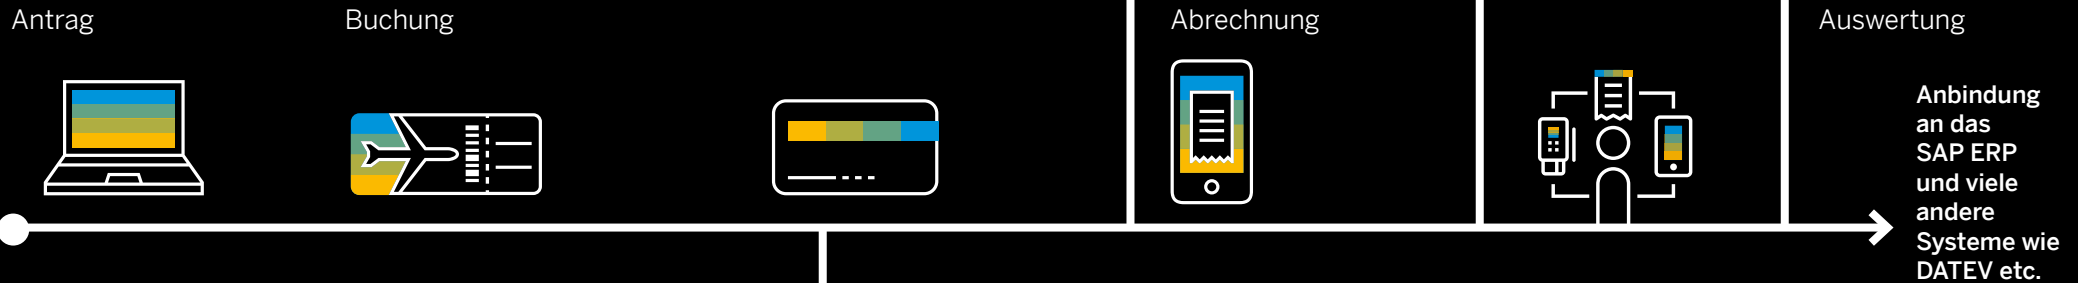 Antrag
Buchung
Abrechnung
Auswertung
Anbindung
an das
SAP ERP
und viele
andere
Systeme wie
DATEV etc.